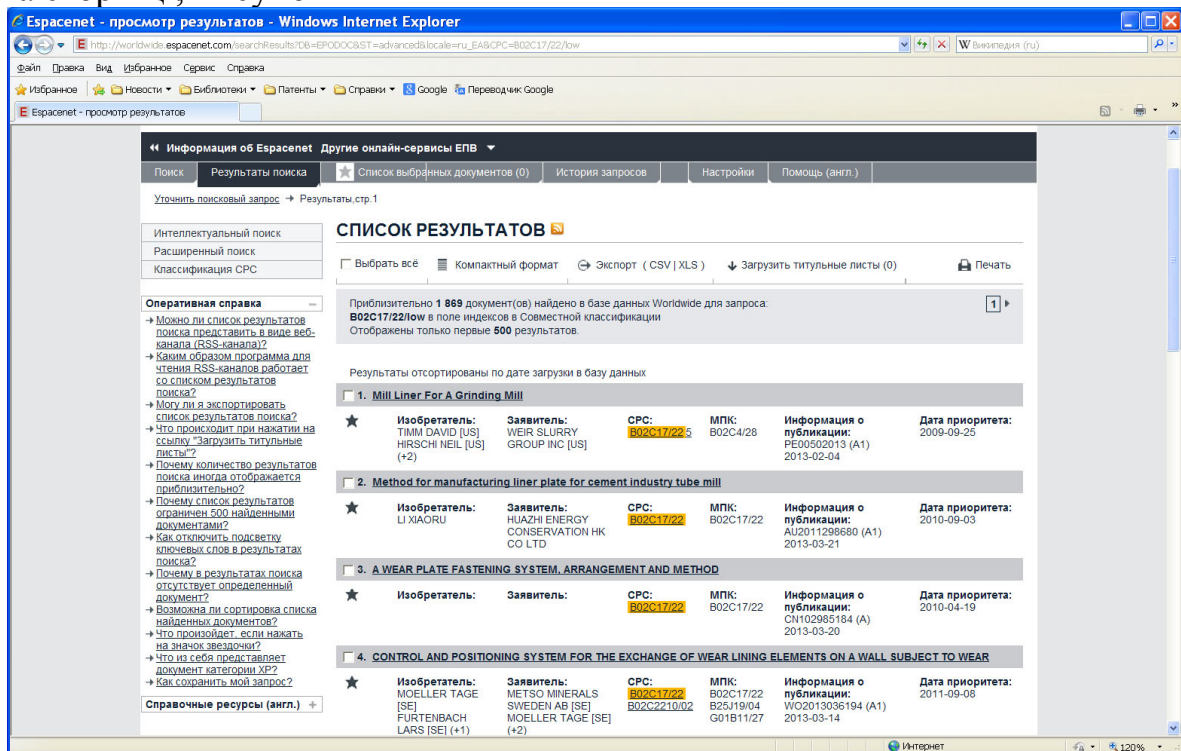 Espacenet - просмотр результатов - Windows Internet Explorer
http://worldwide.espacenet.com/searchResults?DB=EPODOC&ST=advanced&locale=ru_EA&CPC=B02C17/22/low
Википедия (ru)
Файл Правка Вид Избранное Сервис Справка
Избранное Новости Библиотеки Патенты Справки Google Переводчик Google
Espacenet - просмотр результатов
Информация об Espacenet Другие онлайн-сервисы ЕПВ
Поиск Результаты поиска Список выбранных документов (0) История запросов Настройки Помощь (англ.)
Уточнить поисковый запрос → Результаты,стр.1
Интеллектуальный поиск
Расширенный поиск
Классификация CPC
Оперативная справка
Можно ли список результатов
поиска представить в виде веб-
канала (RSS-канала)?
Каким образом программа для
чтения RSS-каналов работает
со списком результатов
поиска?
Могу ли я экспортировать
список результатов поиска?
Что происходит при нажатии на
ссылку "Загрузить титульные
листы"?
Почему количество результатов
поиска иногда отображается
приблизительно?
Почему список результатов
ограничен 500 найденными
документами?
Как отключить подсветку
ключевых слов в результатах
поиска?
Почему в результатах поиска
отсутствует определенный
документ?
Возможна ли сортировка списка
найденных документов?
Что произойдет, если нажать
на значок звездочки?
Что из себя представляет
документ категории XP?
Как сохранить мой запрос?
Справочные ресурсы (англ.) +
СПИСОК РЕЗУЛЬТАТОВ
Выбрать всё Компактный формат Экспорт ( CSV | XLS ) Загрузить титульные листы (0) Печать
Приблизительно 1 869 документ(ов) найдено в базе данных Worldwide для запроса: 1
B02C17/22/low в поле индексов в Совместной классификации
Отображены только первые 500 результатов.
Результаты отсортированы по дате загрузки в базу данных
1. Mill Liner For A Grinding Mill
Изобретатель: Заявитель: CPC: МПК: Информация о Дата приоритета:
TIMM DAVID [US] WEIR SLURRY B02C17/22 5 B02C4/28 публикации: 2009-09-25
HIRSCHI NEIL [US] GROUP INC [US] PE00502013 (A1)
(+2) 2013-02-04
2. Method for manufacturing liner plate for cement industry tube mill
Изобретатель: Заявитель: CPC: МПК: Информация о Дата приоритета:
LI XIAORU HUAZHI ENERGY B02C17/22 B02C17/22 публикации: 2010-09-03
CONSERVATION HK AU2011298680 (A1)
CO LTD 2013-03-21
3. A WEAR PLATE FASTENING SYSTEM, ARRANGEMENT AND METHOD
Изобретатель: Заявитель: CPC: МПК: Информация о Дата приоритета:
B02C17/22 B02C17/22 публикации: 2010-04-19
CN102985184 (A)
2013-03-20
4. CONTROL AND POSITIONING SYSTEM FOR THE EXCHANGE OF WEAR LINING ELEMENTS ON A WALL SUBJECT TO WEAR
Изобретатель: Заявитель: CPC: МПК: Информация о Дата приоритета:
MOELLER TAGE METSO MINERALS B02C17/22 B02C17/22 публикации: 2011-09-08
[SE] SWEDEN AB [SE] B02C2210/02 B25J19/04 WO2013036194 (A1)
FURTENBACH MOELLER TAGE [SE] G01B11/27 2013-03-14
LARS [SE] (+1) (+2)
Интернет 120%